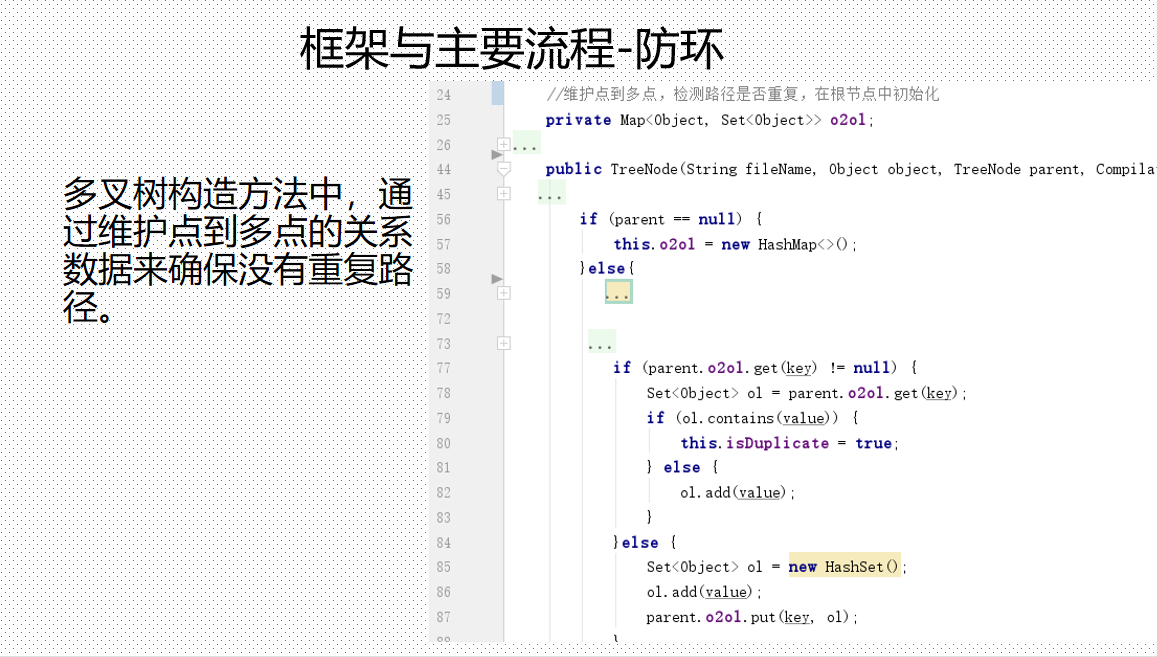 框架与主要流程-防环
多叉树构造方法中，通
过维护点到多点的关系
数据来确保没有重复路
径。
24 //维护点到多点，检测路径是否重复，在根节点中初始化
25 private Map<Object, Set<Object>> o2ol;
26 ...
44 public TreeNode(String fileName, Object object, TreeNode parent, Compila
45 ...
56 if (parent == null) {
57 this.o2ol = new HashMap<>();
58 }else{
59 ...
72
73 ...
77 if (parent.o2ol.get(key) != null) {
78 Set<Object> ol = parent.o2ol.get(key);
79 if (ol.contains(value)) {
80 this.isDuplicate = true;
81 } else {
82 ol.add(value);
83 }
84 }else {
85 Set<Object> ol = new HashSet();
86 ol.add(value);
87 parent.o2ol.put(key, ol);
88 }